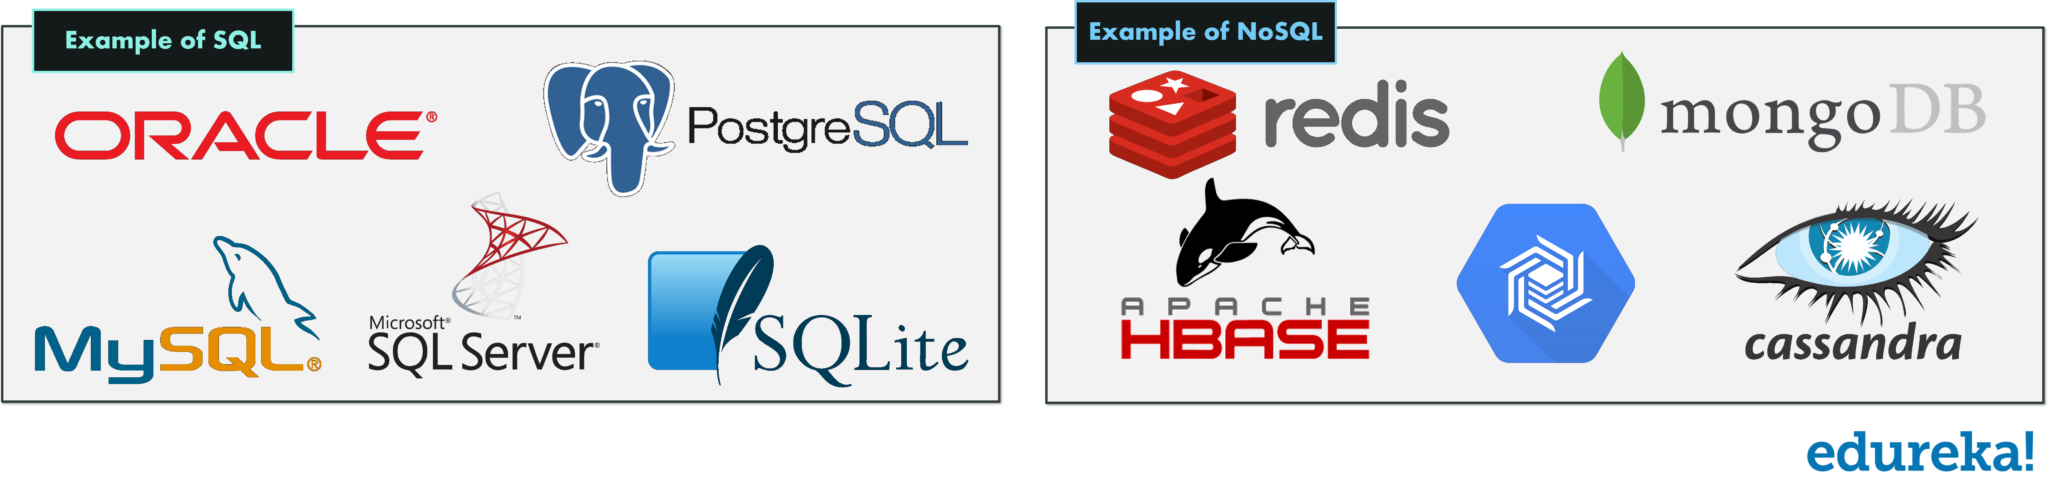 Example of SQL
ORACLE®
PostgreSQL
MySQL®
Microsoft®
SQL Server®
™
SQLite
Example of NoSQL
redis
mongoDB
APACHE
HBASE
cassandra
edureka!